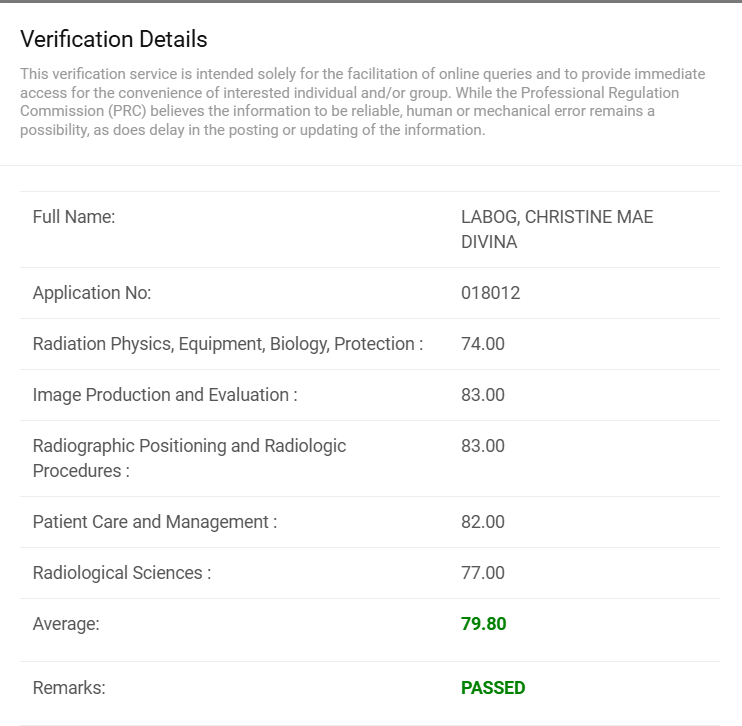 Verification Details
This verification service is intended solely for the facilitation of online queries and to provide immediate
access for the convenience of interested individual and/or group. While the Professional Regulation
Commission (PRC) believes the information to be reliable, human or mechanical error remains a
possibility, as does delay in the posting or updating of the information.
Full Name: LABOG, CHRISTINE MAE
DIVINA
Application No: 018012
Radiation Physics, Equipment, Biology, Protection : 74.00
Image Production and Evaluation : 83.00
Radiographic Positioning and Radiologic 83.00
Procedures :
Patient Care and Management : 82.00
Radiological Sciences : 77.00
Average: 79.80
Remarks: PASSED